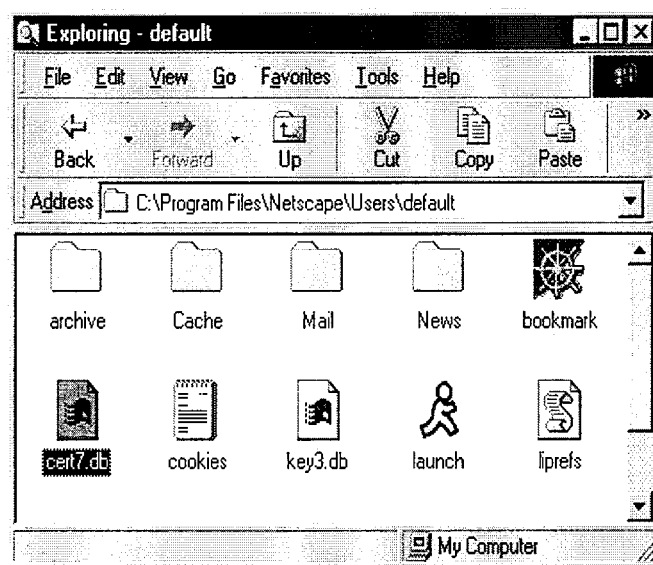 Exploring - default
File Edit View Go Favorites Tools Help
Back Forward Up Cut Copy Paste »
Address C:\Program Files\Netscape\Users\default
archive Cache Mail News bookmark
cert7.db cookies key3.db launch liprefs
My Computer